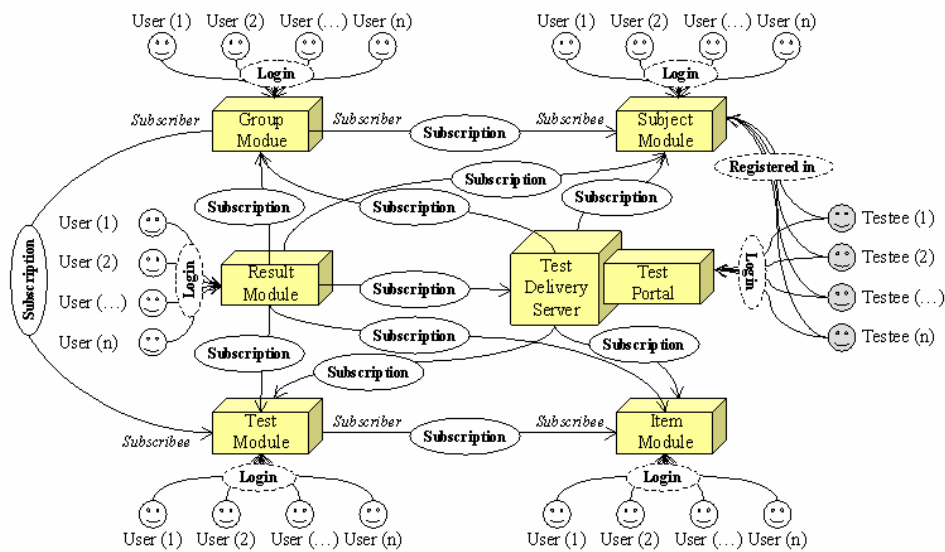 User (1) User (2) User (…) User (n)
User (1) User (2) User (…) User (n)
Login
Login
Subscriber
Group
Modue
Subscriber
Subscription
Subscribee
Subject
Module
Registered in
Subscription
Subscription
Subscription
Subscription
Subscription
User (1)
User (2)
User (…)
User (n)
Login
Result
Module
Subscription
Test
Delivery
Server
Test
Portal
Login
Testee (1)
Testee (2)
Testee (…)
Testee (n)
Subscription
Subscription
Subscription
Subscription
Subscribee
Test
Module
Subscriber
Subscription
Subscribee
Item
Module
Login
Login
User (1) User (2) User (…) User (n)
User (1) User (2) User (…) User (n)